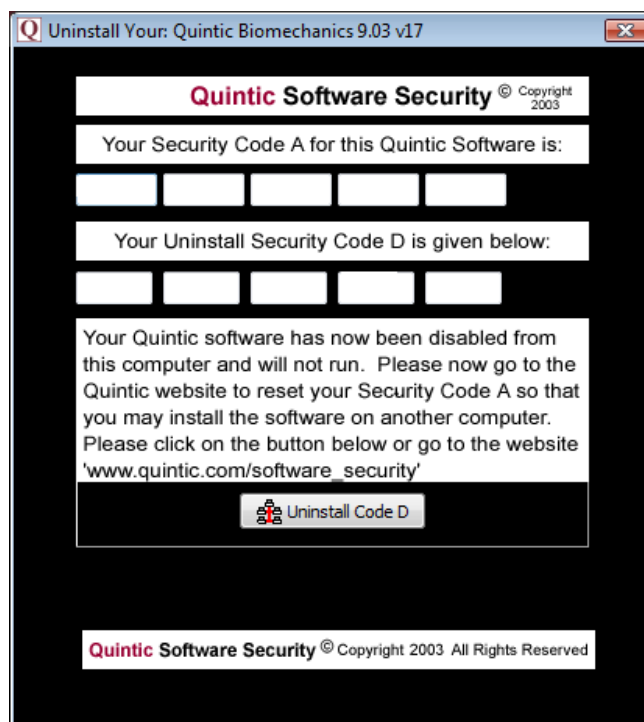 Uninstall Your: Quintic Biomechanics 9.03 v17
Quintic Software Security © Copyright 2003
Your Security Code A for this Quintic Software is:
Your Uninstall Security Code D is given below:
Your Quintic software has now been disabled from
this computer and will not run. Please now go to the
Quintic website to reset your Security Code A so that
you may install the software on another computer.
Please click on the button below or go to the website
'www.quintic.com/software_security'
Uninstall Code D
Quintic Software Security © Copyright 2003 All Rights Reserved